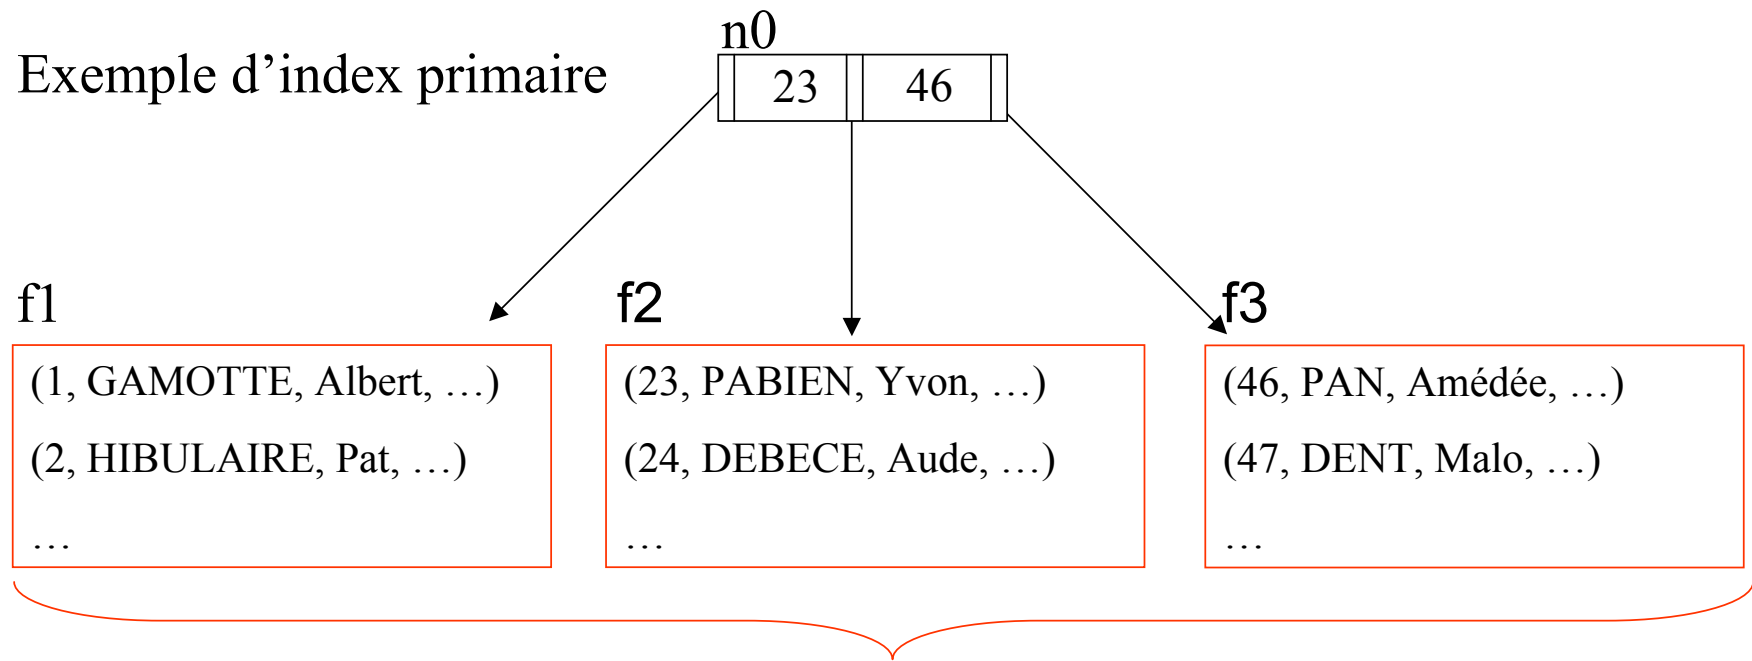 n0
Exemple d’index primaire
23 46
f1 f2 f3
(1, GAMOTTE, Albert, …) (23, PABIEN, Yvon, …) (46, PAN, Amédée, …)
(2, HIBULAIRE, Pat, …) (24, DEBECE, Aude, …) (47, DENT, Malo, …)
… … …